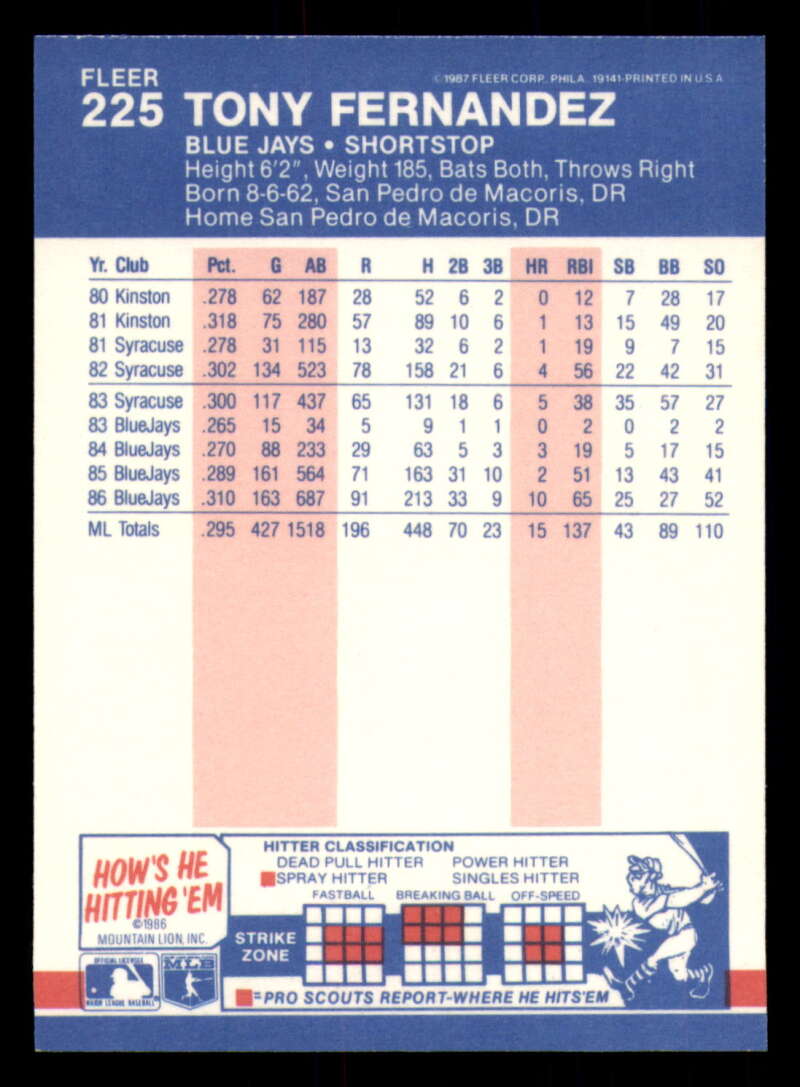 FLEER
© 1987 FLEER CORP. PHILA. 19141-PRINTED IN U S A
225 TONY FERNANDEZ
BLUE JAYS • SHORTSTOP
Height 6'2", Weight 185, Bats Both, Throws Right
Born 8-6-62, San Pedro de Macoris, DR
Home San Pedro de Macoris, DR
Yr. Club Pct. G AB R H 2B 3B HR RBI SB BB SO
80 Kinston .278 62 187 28 52 6 2 0 12 7 28 17
81 Kinston .318 75 280 57 89 10 6 1 13 15 49 20
81 Syracuse .278 31 115 13 32 6 2 1 19 9 7 15
82 Syracuse .302 134 523 78 158 21 6 4 56 22 42 31
83 Syracuse .300 117 437 65 131 18 6 5 38 35 57 27
83 BlueJays .265 15 34 5 9 1 1 0 2 0 2 2
84 BlueJays .270 88 233 29 63 5 3 3 19 5 17 15
85 BlueJays .289 161 564 71 163 31 10 2 51 13 43 41
86 BlueJays .310 163 687 91 213 33 9 10 65 25 27 52
ML Totals .295 427 1518 196 448 70 23 15 137 43 89 110
HOW'S HE
HITTING 'EM
©1986
MOUNTAIN LION, INC.
HITTER CLASSIFICATION
DEAD PULL HITTER POWER HITTER
SPRAY HITTER SINGLES HITTER
FASTBALL BREAKING BALL OFF-SPEED
STRIKE
ZONE
=PRO SCOUTS REPORT-WHERE HE HITS'EM
OFFICIAL LICENSEE
MAJOR LEAGUE BASEBALL
MLB